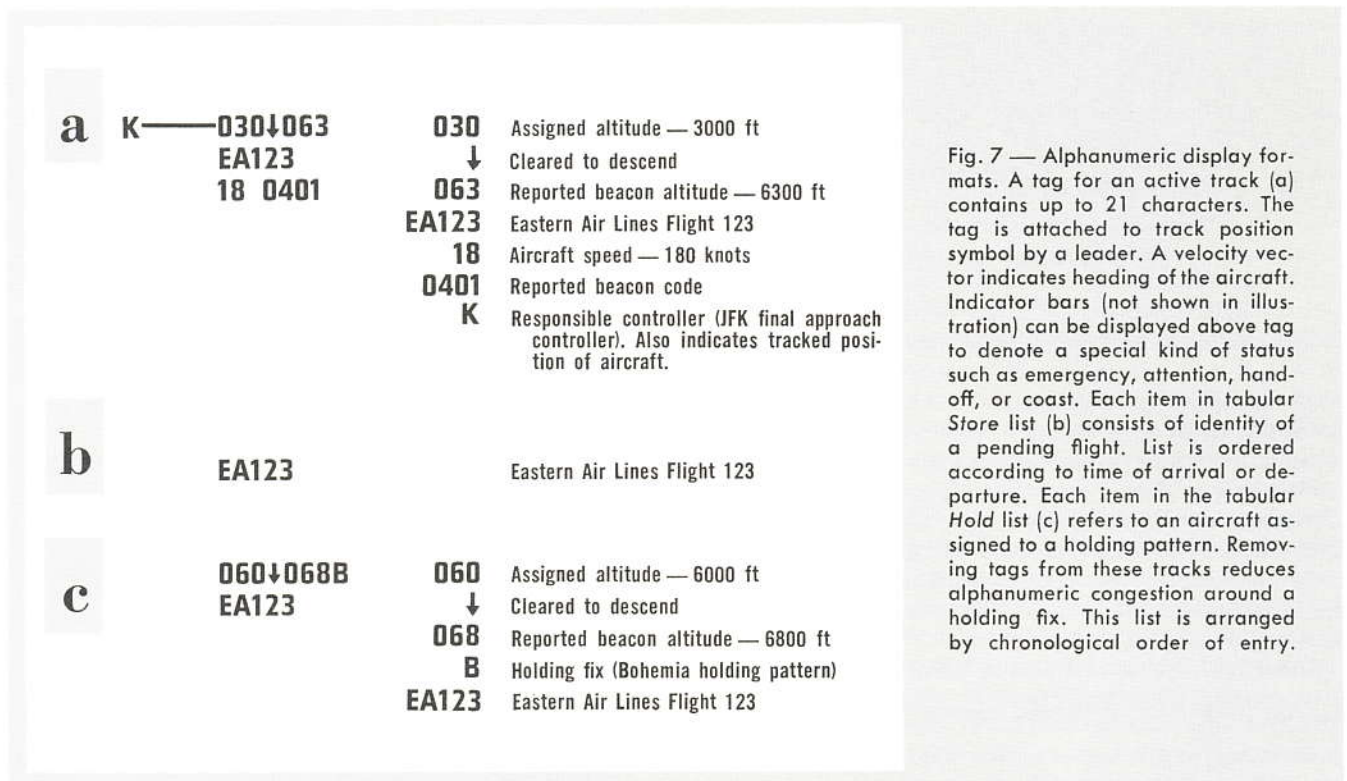 a K 030↓063 030 Assigned altitude — 3000 ft
EA123 ↓ Cleared to descend
18 0401 063 Reported beacon altitude — 6300 ft
EA123 Eastern Air Lines Flight 123
18 Aircraft speed — 180 knots
0401 Reported beacon code
K Responsible controller (JFK final approach
controller). Also indicates tracked posi-
tion of aircraft.
b EA123 Eastern Air Lines Flight 123
c 060↓068B 060 Assigned altitude — 6000 ft
EA123 ↓ Cleared to descend
068 Reported beacon altitude — 6800 ft
B Holding fix (Bohemia holding pattern)
EA123 Eastern Air Lines Flight 123
Fig. 7 — Alphanumeric display for-
mats. A tag for an active track (a)
contains up to 21 characters. The
tag is attached to track position
symbol by a leader. A velocity vec-
tor indicates heading of the aircraft.
Indicator bars (not shown in illus-
tration) can be displayed above tag
to denote a special kind of status
such as emergency, attention, hand-
off, or coast. Each item in tabular
Store list (b) consists of identity of
a pending flight. List is ordered
according to time of arrival or de-
parture. Each item in the tabular
Hold list (c) refers to an aircraft as-
signed to a holding pattern. Remov-
ing tags from these tracks reduces
alphanumeric congestion around a
holding fix. This list is arranged
by chronological order of entry.